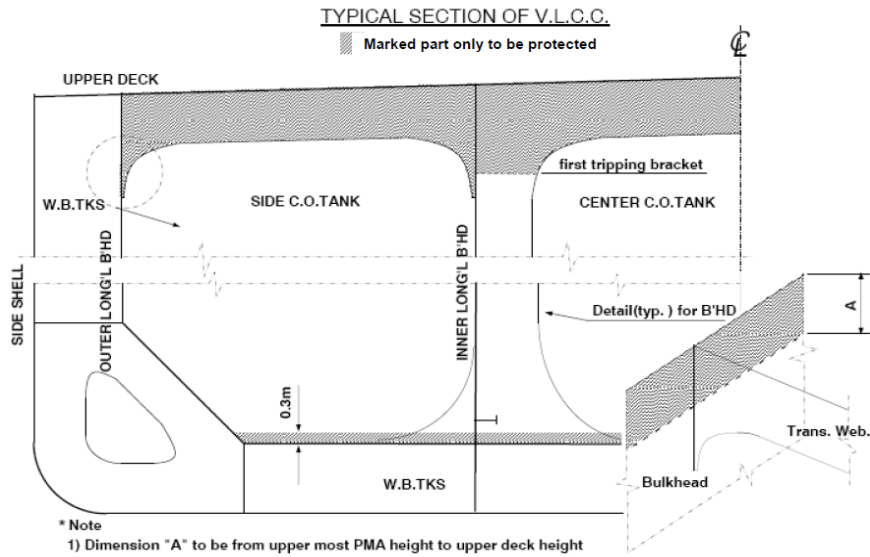 TYPICAL SECTION OF V.L.C.C.
Marked part only to be protected
℄
UPPER DECK
first tripping bracket
W.B.TKS
SIDE C.O.TANK
CENTER C.O.TANK
SIDE SHELL
OUTER LONG'L B'HD
INNER LONG'L B'HD
Detail(typ. ) for B'HD
A
0.3m
Trans. Web.
Bulkhead
W.B.TKS
* Note
1) Dimension "A" to be from upper most PMA height to upper deck height